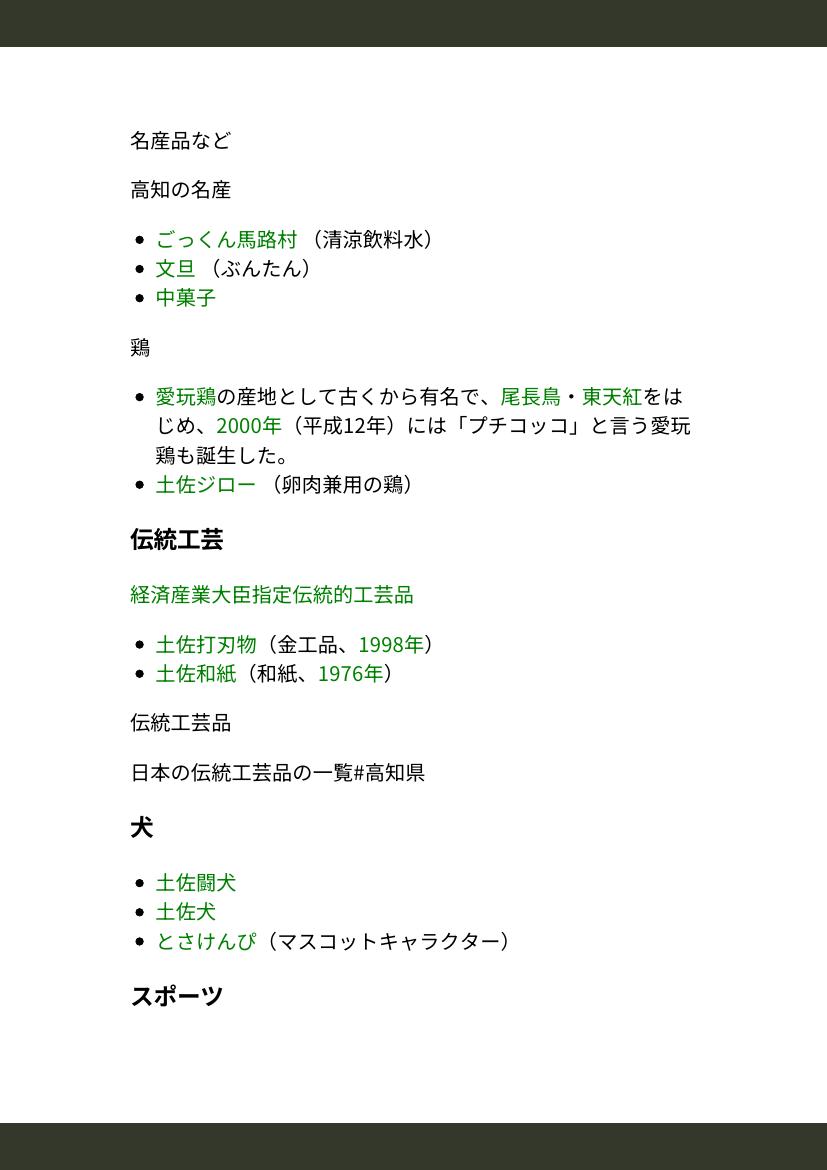 名産品など
高知の名産
ごっくん馬路村 （清涼飲料水）
文旦 （ぶんたん）
中菓子
鶏
愛玩鶏の産地として古くから有名で、尾長鳥・東天紅をは
じめ、2000年（平成12年）には「プチコッコ」と言う愛玩
鶏も誕生した。
土佐ジロー （卵肉兼用の鶏）
伝統工芸
経済産業大臣指定伝統的工芸品
土佐打刃物（金工品、1998年）
土佐和紙（和紙、1976年）
伝統工芸品
日本の伝統工芸品の一覧#高知県
犬
土佐闘犬
土佐犬
とさけんぴ（マスコットキャラクター）
スポーツ